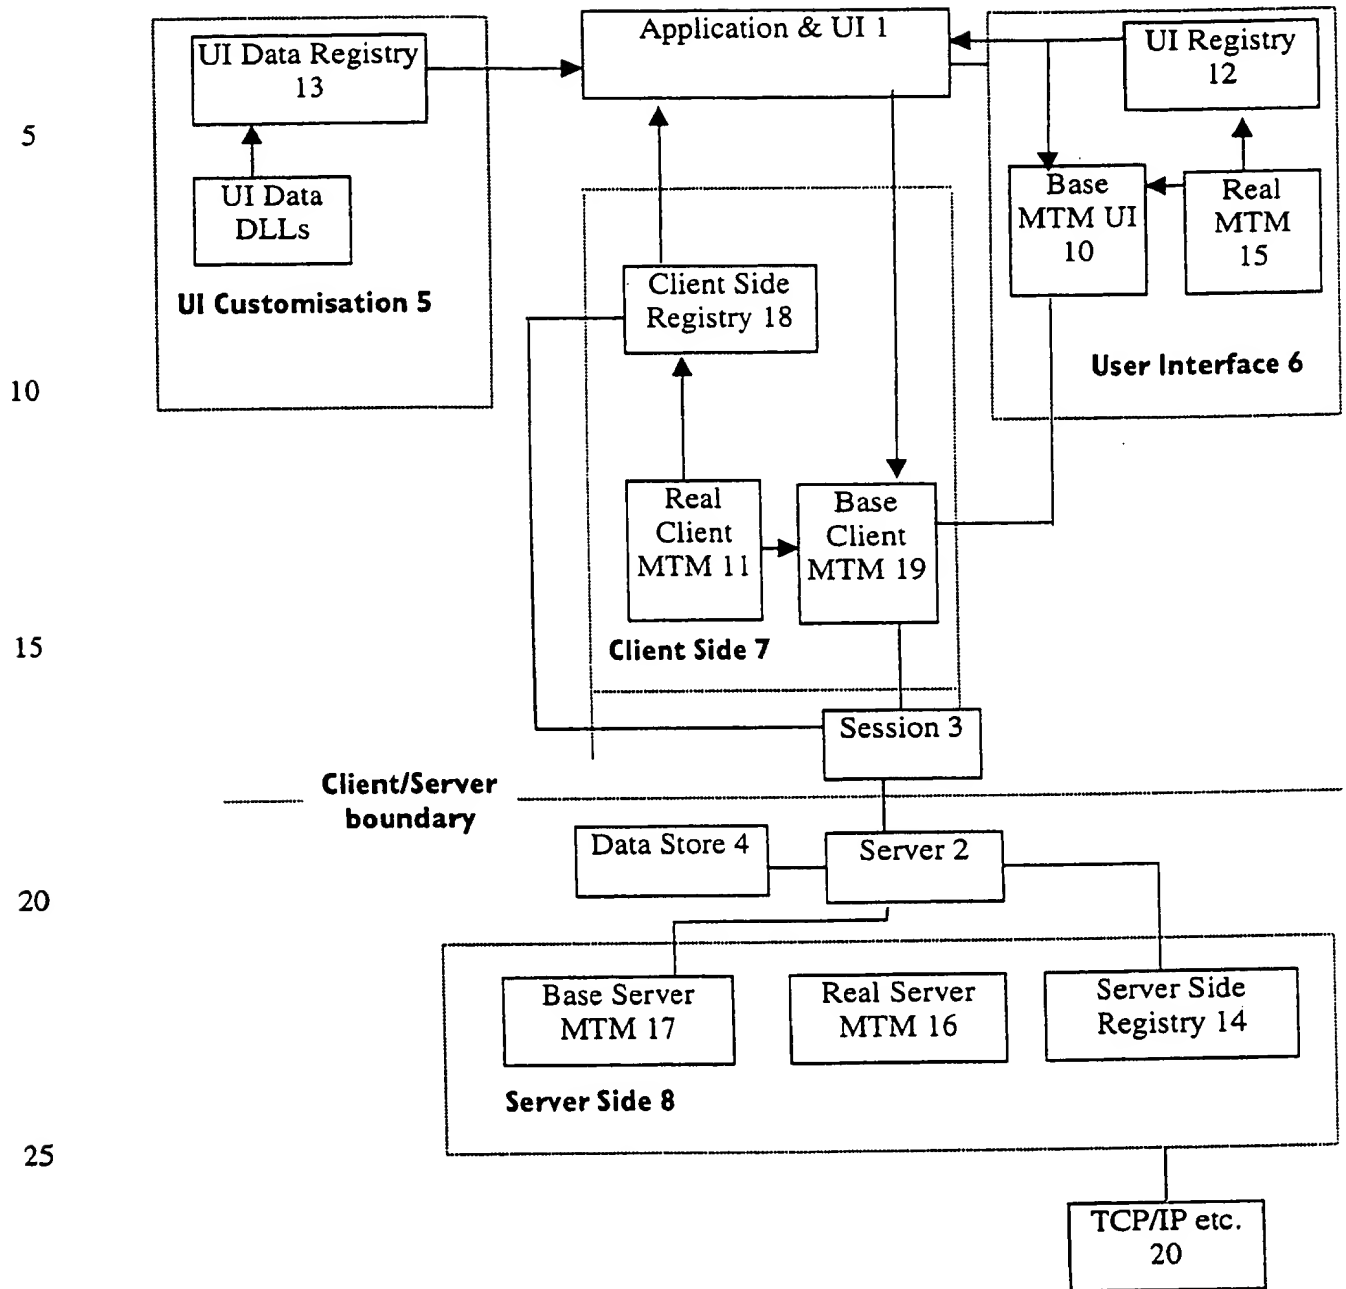 Application & UI 1
UI Data Registry
13
UI Registry
12
5
UI Data
DLLs
Base
MTM UI
10
Real
MTM
15
UI Customisation 5
Client Side
Registry 18
User Interface 6
10
Real
Client
MTM 11
Base
Client
MTM 19
15
Client Side 7
Session 3
Client/Server
boundary
Data Store 4
Server 2
20
Base Server
MTM 17
Real Server
MTM 16
Server Side
Registry 14
Server Side 8
25
TCP/IP etc.
20